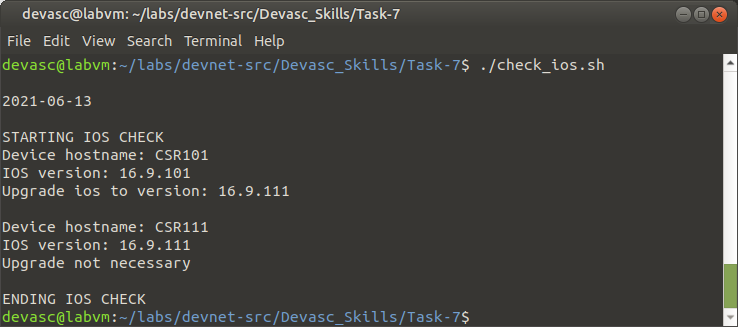 devasc@labvm: ~/labs/devnet-src/Devasc_Skills/Task-7
File Edit View Search Terminal Help
devasc@labvm:~/labs/devnet-src/Devasc_Skills/Task-7$ ./check_ios.sh
2021-06-13
STARTING IOS CHECK
Device hostname: CSR101
IOS version: 16.9.101
Upgrade ios to version: 16.9.111
Device hostname: CSR111
IOS version: 16.9.111
Upgrade not necessary
ENDING IOS CHECK
devasc@labvm:~/labs/devnet-src/Devasc_Skills/Task-7$